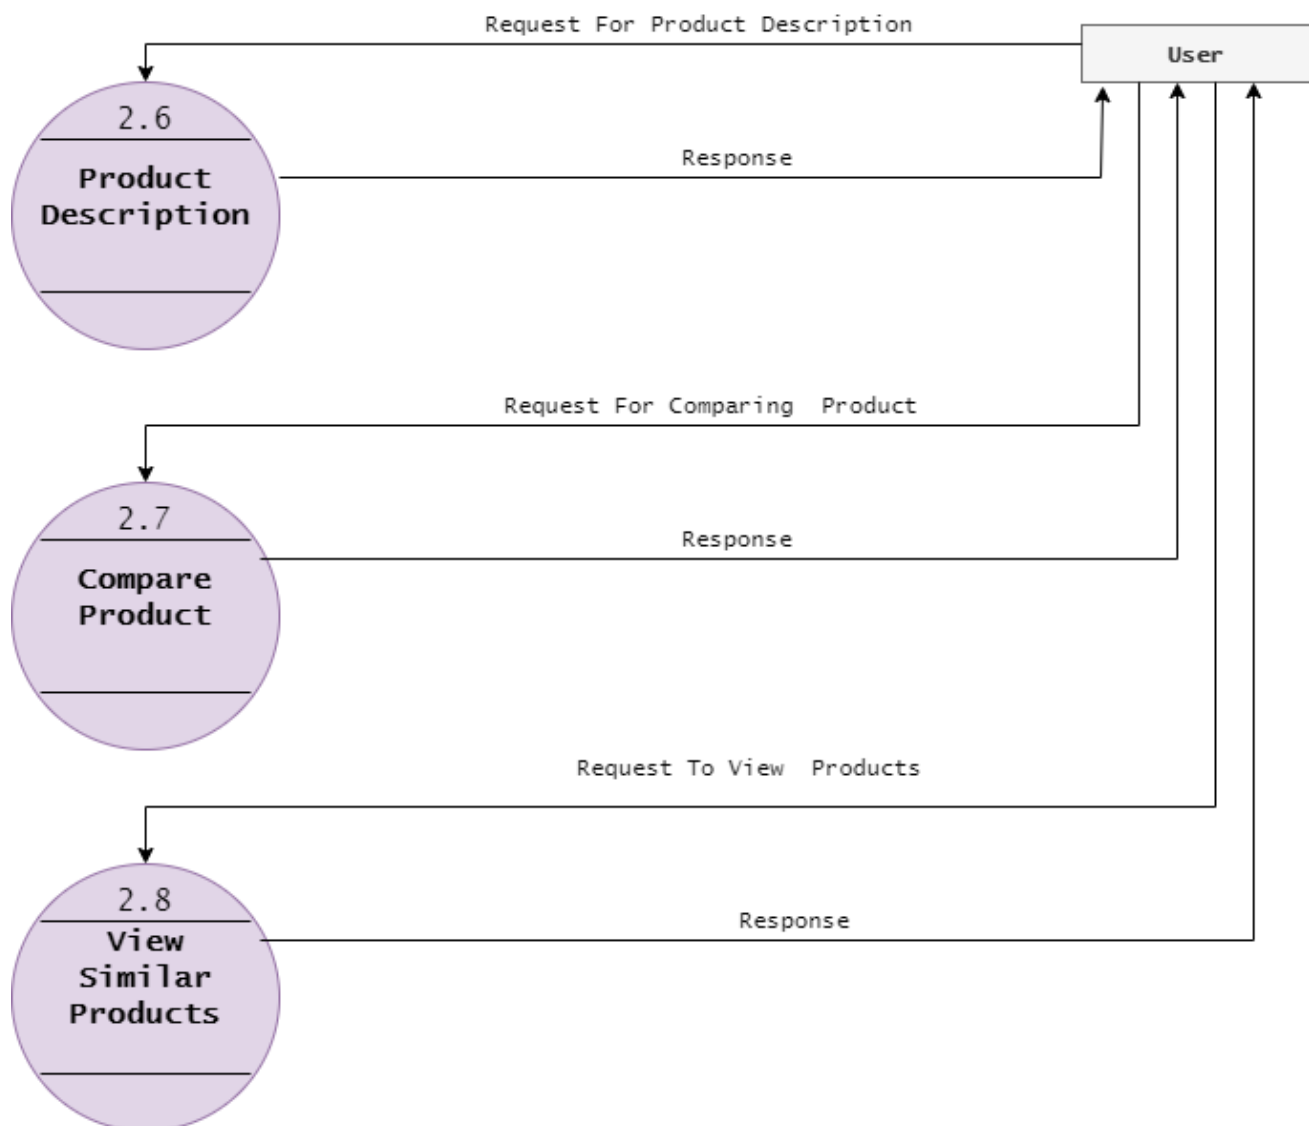 Request For Product Description
User
2.6
Product
Description
Response
Request For Comparing  Product
2.7
Compare
Product
Response
Request To View  Products
2.8
View
Similar
Products
Response